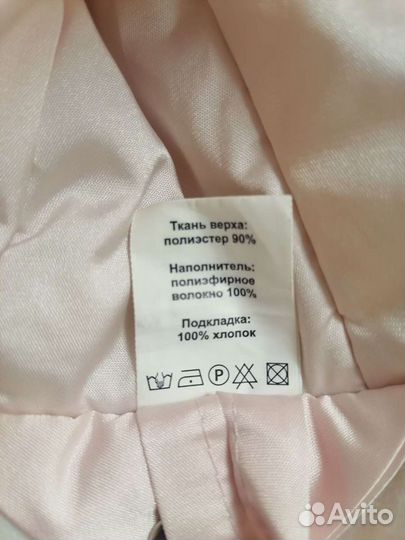 Ткань верха:
полиэстер 90%
Наполнитель:
полиэфирное
волокно 100%
Подкладка:
100% хлопок
P
Avito